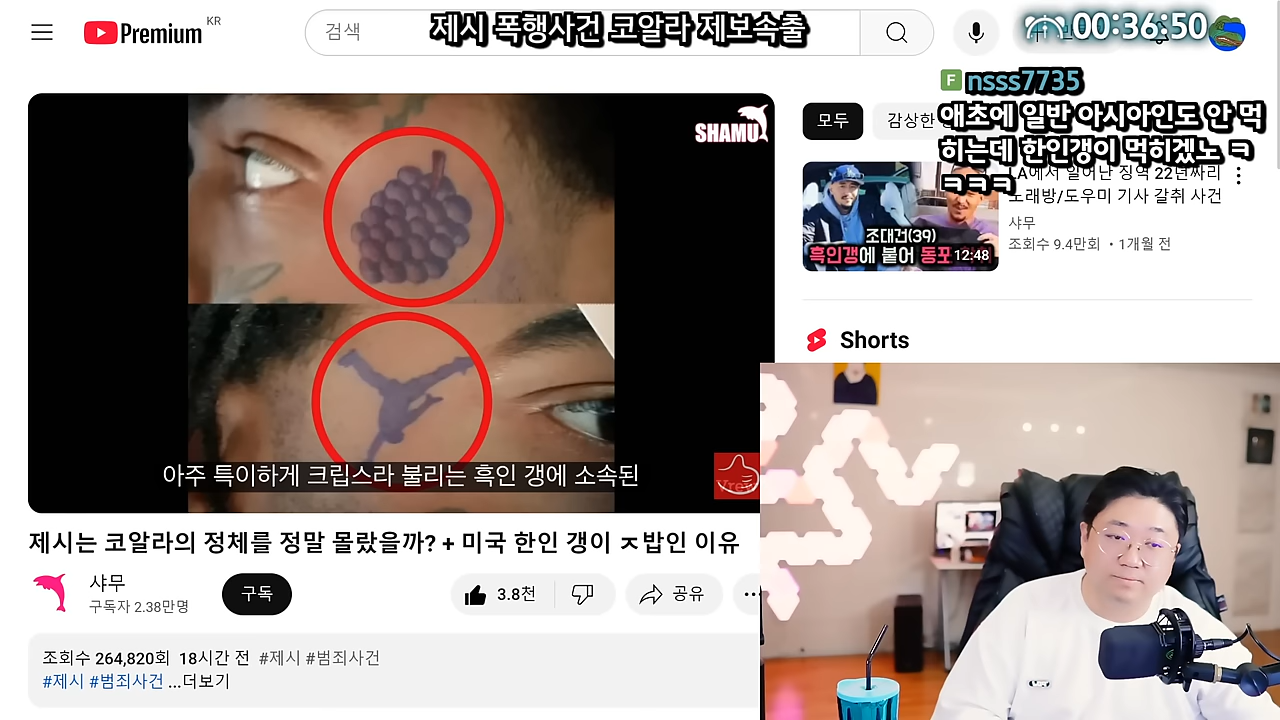 Premium KR
검색
제시 폭행사건 코알라 제보속출
00:36:50
F nsss7735
애초에 일반 아시아인도 안 먹
히는데 한인갱이 먹히겠노 ㅋ
ㅋㅋㅋ
SHAMU
모두
감상한
LA에서 일어난 징역 22년짜리
노래방/도우미 기사 갈취 사건
샤무
조회수 9.4만회 • 1개월 전
조대건(39)
흑인갱에 붙어 동포
12:48
Shorts
아주 특이하게 크립스라 불리는 흑인 갱에 소속된
Vrew
제시는 코알라의 정체를 정말 몰랐을까? + 미국 한인 갱이 ㅈ밥인 이유
샤무
구독자 2.38만명
구독
3.8천
공유
조회수 264,820회 18시간 전 #제시 #범죄사건
#제시 #범죄사건 ...더보기